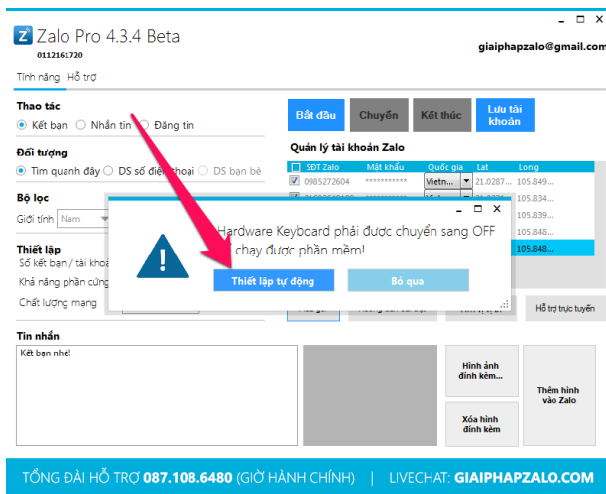 Zalo Pro 4.3.4 Beta
0112161720
giaiphapzalo@gmail.com
Tính năng Hỗ trợ
Thao tác
Kết bạn Nhắn tin Đăng tin
Bắt đầu Chuyển Kết thúc Lưu tài khoản
Đối tượng
Tìm quanh đây DS số điện thoại DS bạn bè
Quản lý tài khoản Zalo
SĐT Zalo Mật khẩu Quốc gia Lat Long
0985272604 *********** Vietn... 21.0287... 105.849...
105.834...
Bộ lọc
Giới tính Nam
105.839...
105.848...
105.848...
Hardware Keyboard phải được chuyển sang OFF
chạy được phần mềm!
Thiết lập tự động Bỏ qua
Thiết lập
Số kết bạn / tài kho
Khả năng phần cứng
Chất lượng mạng
Hỗ trợ trực tuyến
Tin nhắn
Kết bạn nhé!
Hình ảnh đính kèm...
Thêm hình vào Zalo
Xóa hình đính kèm
TỔNG ĐÀI HỖ TRỢ 087.108.6480 (GIỜ HÀNH CHÍNH) | LIVECHAT: GIAIPHAPZALO.COM